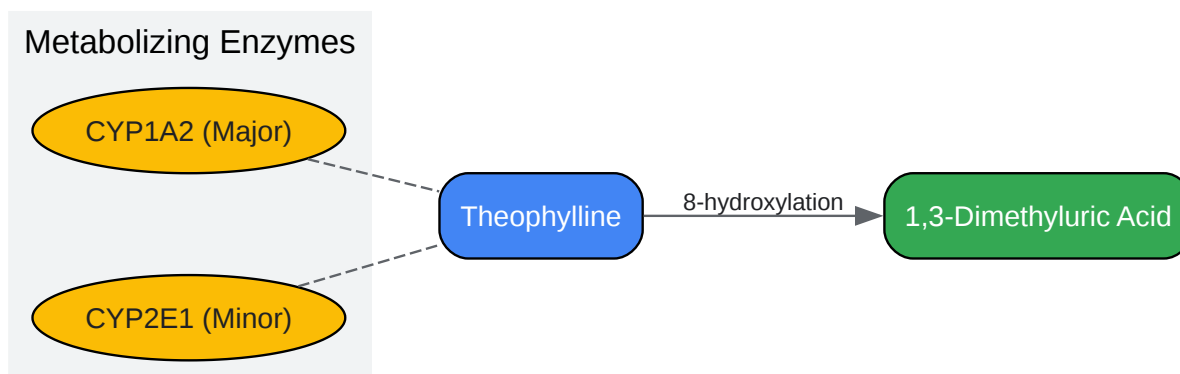 Metabolizing Enzymes
CYP1A2 (Major)
Theophylline
8-hydroxylation
1,3-Dimethyluric Acid
CYP2E1 (Minor)